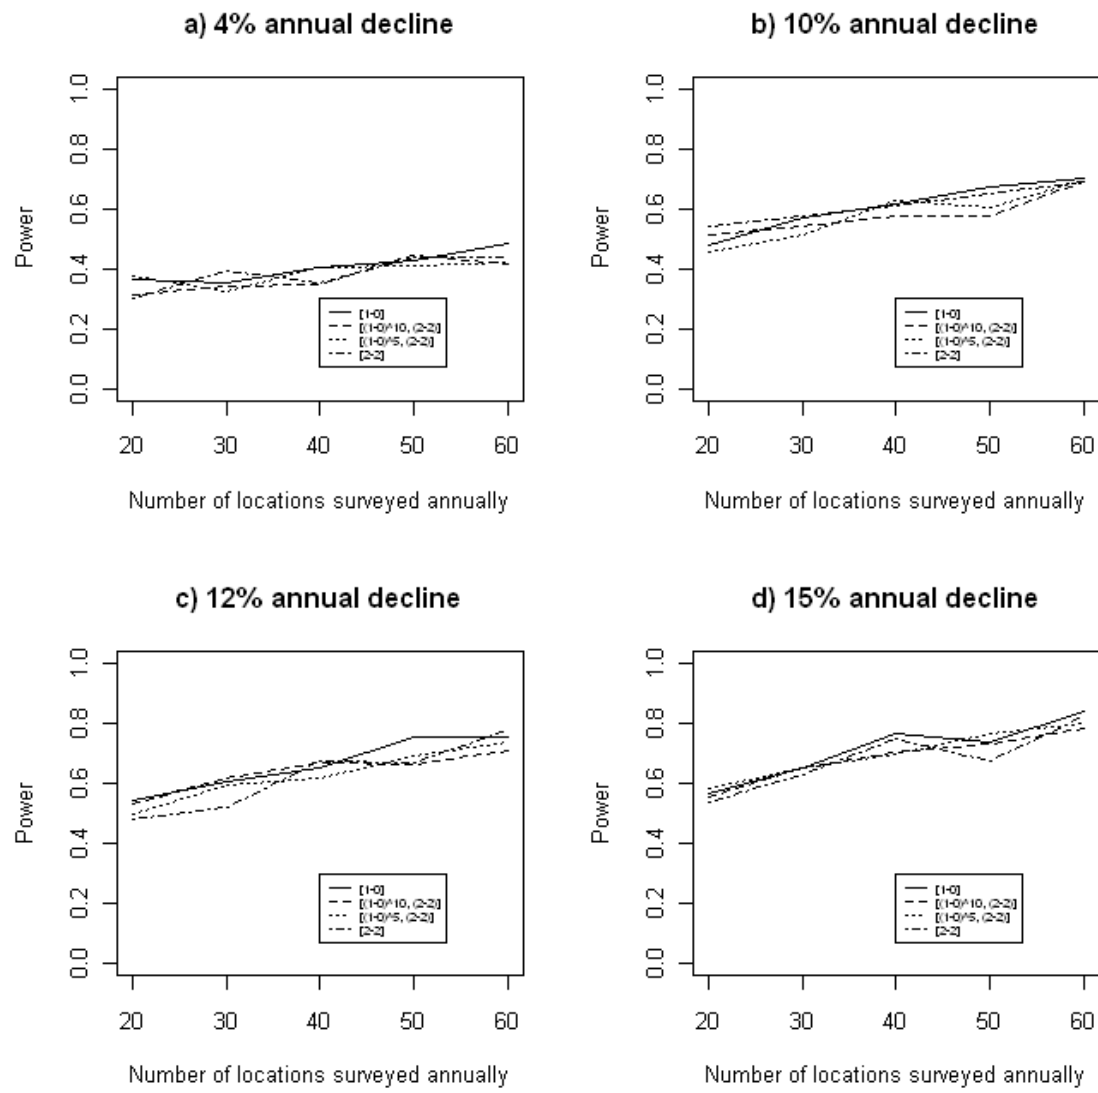 a) 4% annual decline
Power
1.0
0.8
0.6
0.4
0.2
0.0
[1-0]
[(1-0)^10, (2-2)]
[(1-0)^5, (2-2)]
[2-2]
20 30 40 50 60
Number of locations surveyed annually
b) 10% annual decline
Power
1.0
0.8
0.6
0.4
0.2
0.0
[1-0]
[(1-0)^10, (2-2)]
[(1-0)^5, (2-2)]
[2-2]
20 30 40 50 60
Number of locations surveyed annually
c) 12% annual decline
Power
1.0
0.8
0.6
0.4
0.2
0.0
[1-0]
[(1-0)^10, (2-2)]
[(1-0)^5, (2-2)]
[2-2]
20 30 40 50 60
Number of locations surveyed annually
d) 15% annual decline
Power
1.0
0.8
0.6
0.4
0.2
0.0
[1-0]
[(1-0)^10, (2-2)]
[(1-0)^5, (2-2)]
[2-2]
20 30 40 50 60
Number of locations surveyed annually